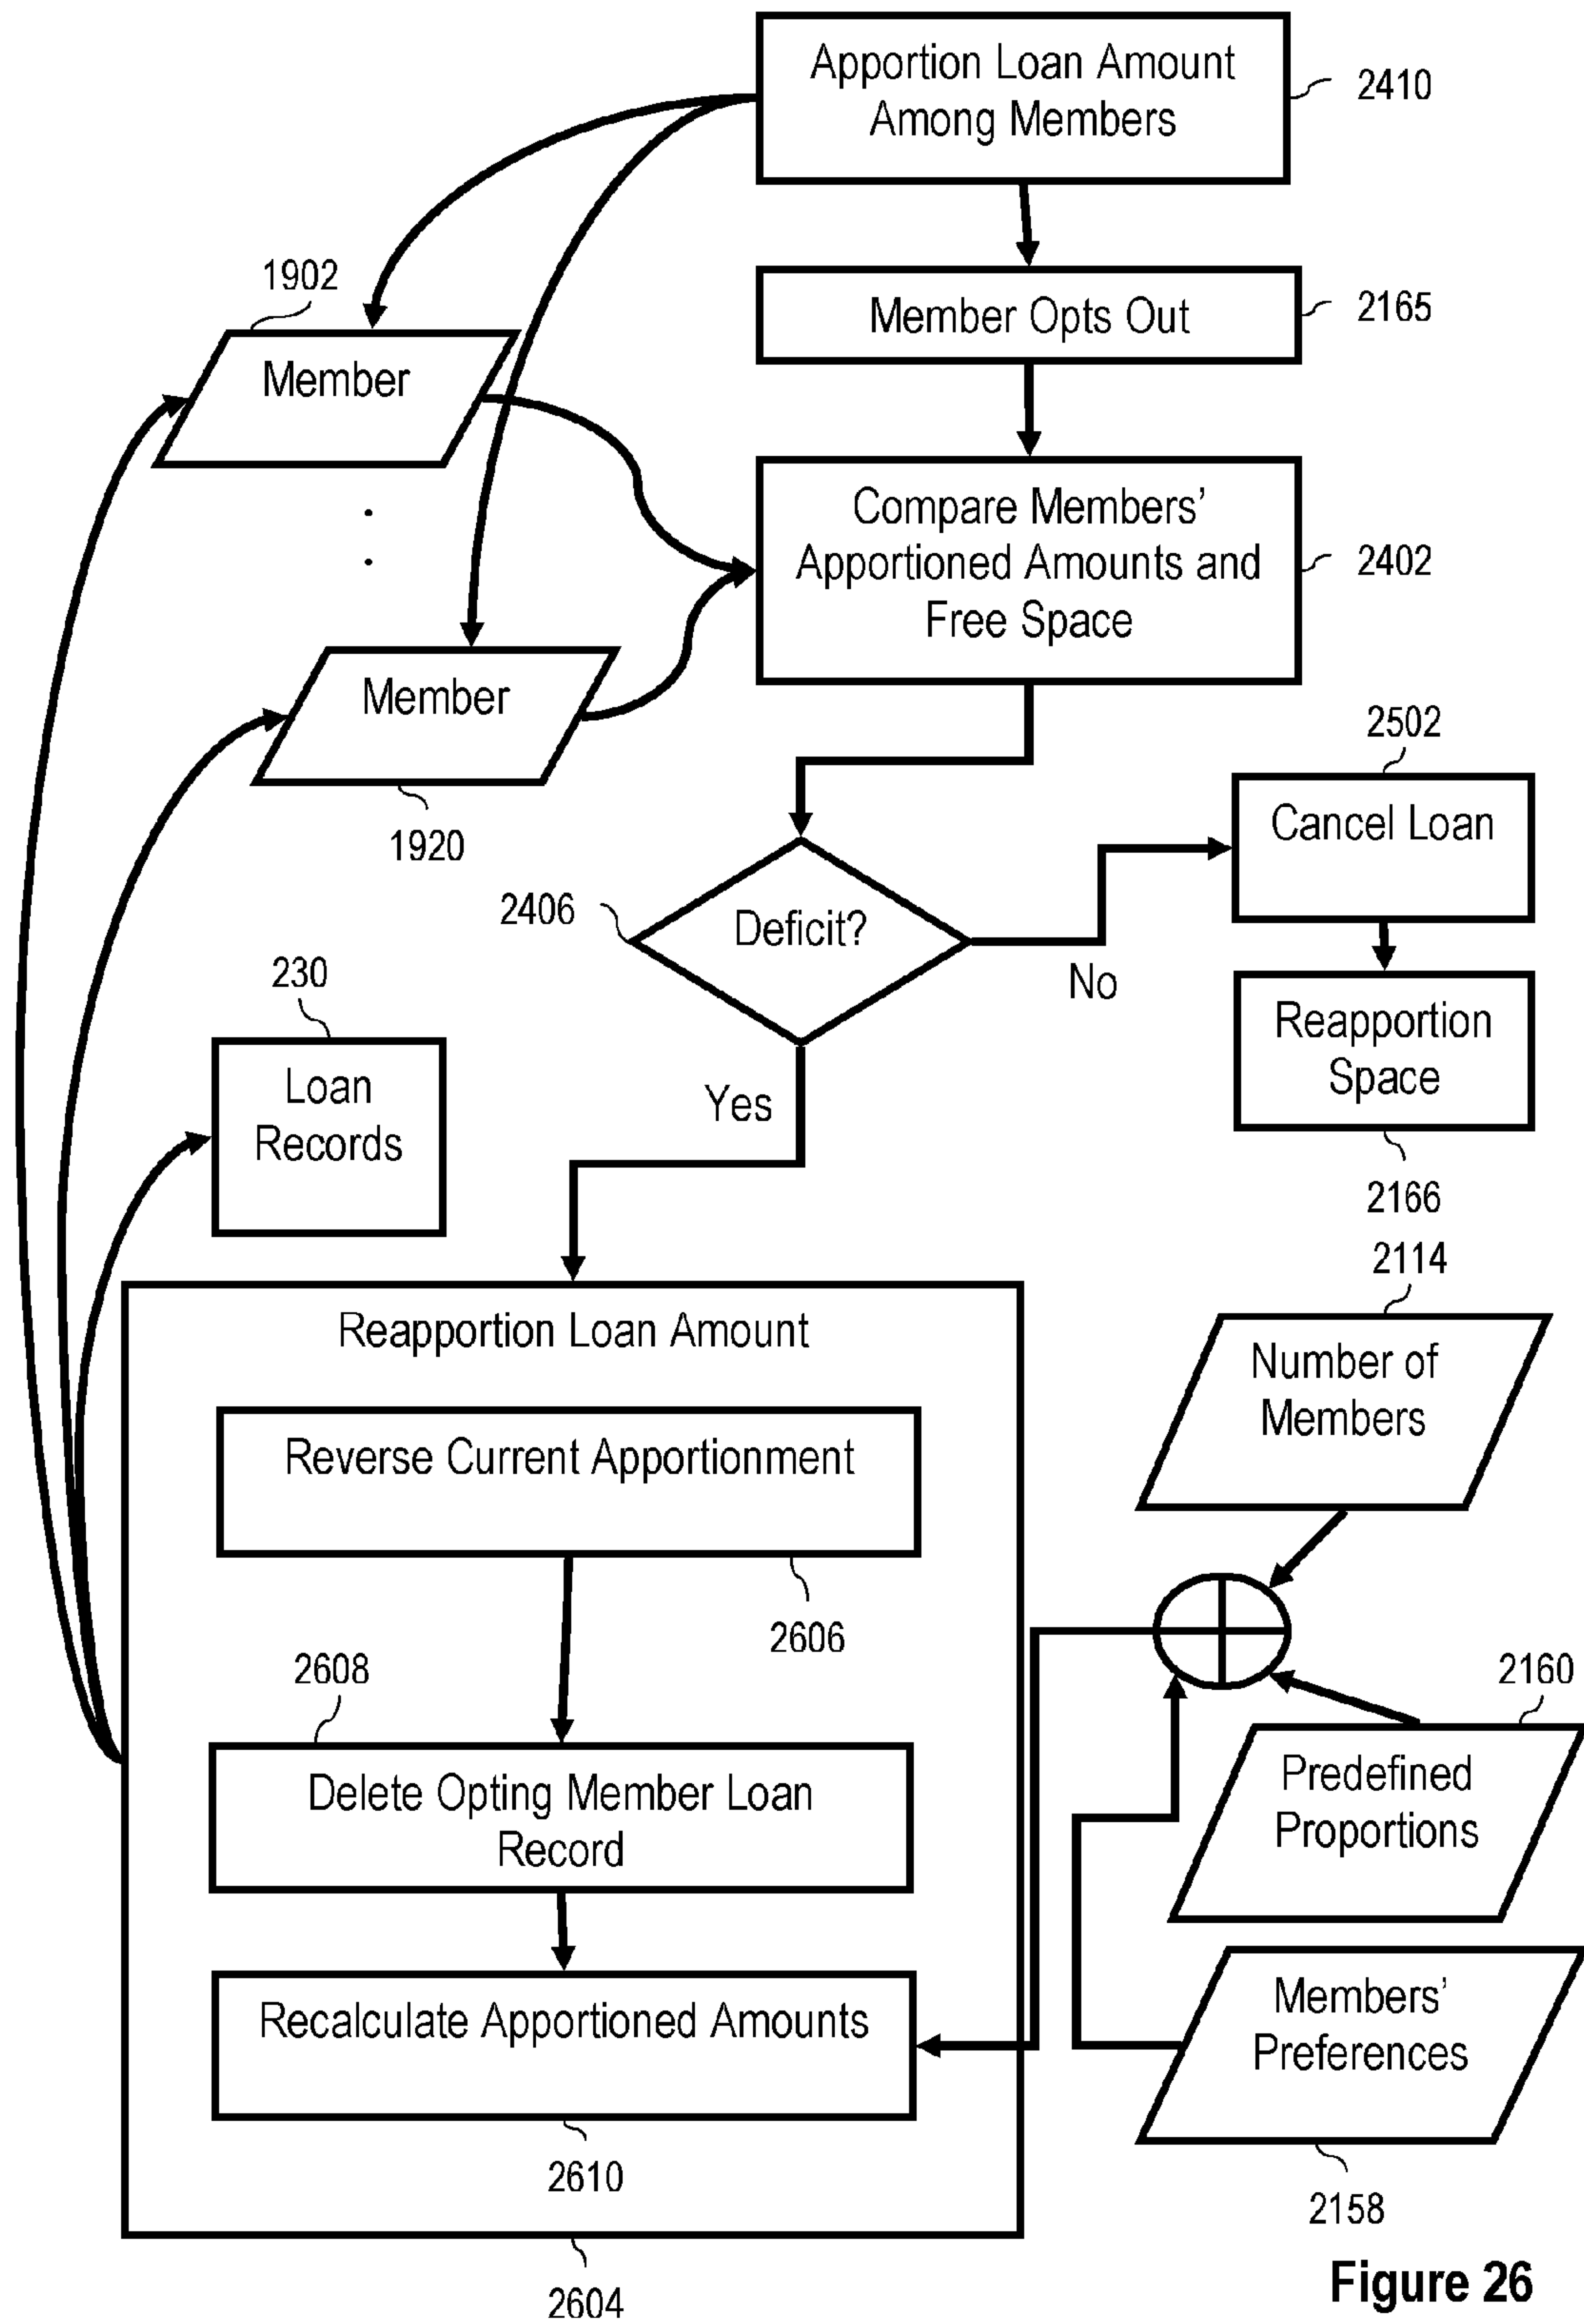 Apportion Loan Amount
Among Members
2410
1902
Member Opts Out
2165
Member
Compare Members'
Apportioned Amounts and
Free Space
2402
Member
1920
2502
Cancel Loan
2406
Deficit?
No
Yes
230
Loan
Records
Reapportion
Space
2166
2114
Number of
Members
Reapportion Loan Amount
Reverse Current Apportionment
2606
2608
Delete Opting Member Loan
Record
2160
Predefined
Proportions
Recalculate Apportioned Amounts
2610
Members'
Preferences
2158
2604
Figure 26